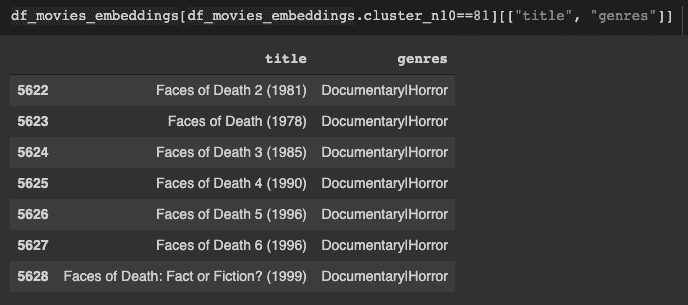 df_movies_embeddings[df_movies_embeddings.cluster_n10==81][["title", "genres"]]
title genres
5622 Faces of Death 2 (1981) Documentary|Horror
5623 Faces of Death (1978) Documentary|Horror
5624 Faces of Death 3 (1985) Documentary|Horror
5625 Faces of Death 4 (1990) Documentary|Horror
5626 Faces of Death 5 (1996) Documentary|Horror
5627 Faces of Death 6 (1996) Documentary|Horror
5628 Faces of Death: Fact or Fiction? (1999) Documentary|Horror